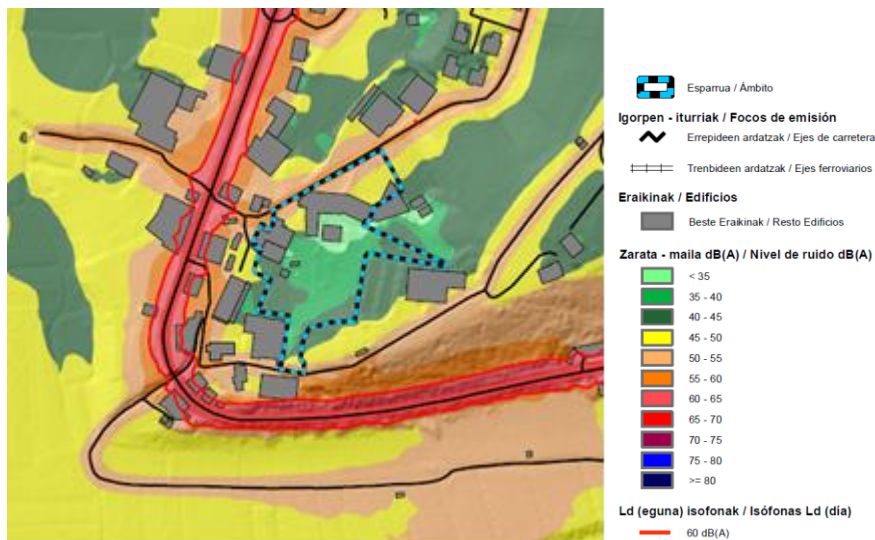 Esparrua / Ámbito
Igorpen - iturriak / Focos de emisión
Errepideen ardatzak / Ejes de carretera
Trenbideen ardatzak / Ejes ferroviarios
Eraikinak / Edificios
Beste Eraikinak / Resto Edificios
Zarata - maila dB(A) / Nivel de ruido dB(A)
< 35
35 - 40
40 - 45
45 - 50
50 - 55
55 - 60
60 - 65
65 - 70
70 - 75
75 - 80
>= 80
Ld (eguna) isofonak / Isófonas Ld (día)
60 dB(A)